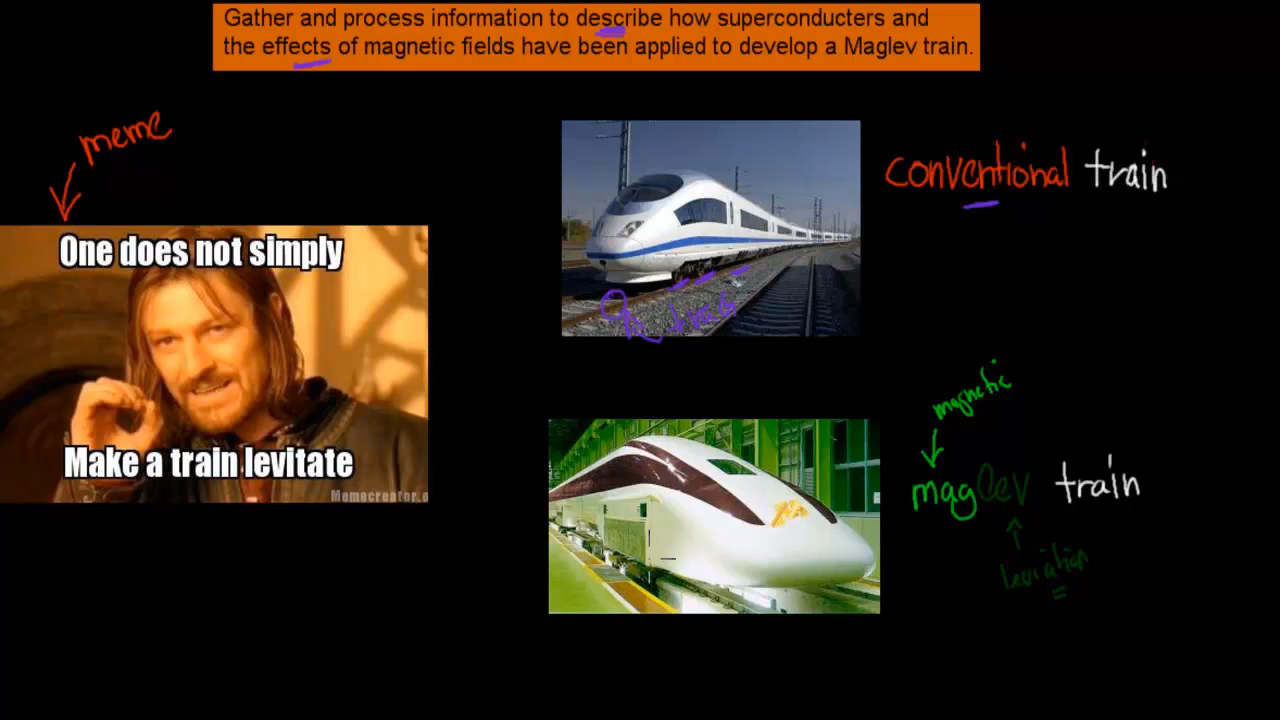 Gather and process information to describe how superconducters and
the effects of magnetic fields have been applied to develop a Maglev train.
meme
One does not simply
Make a train levitate
conventional train
magnetic
maglev train
leviation